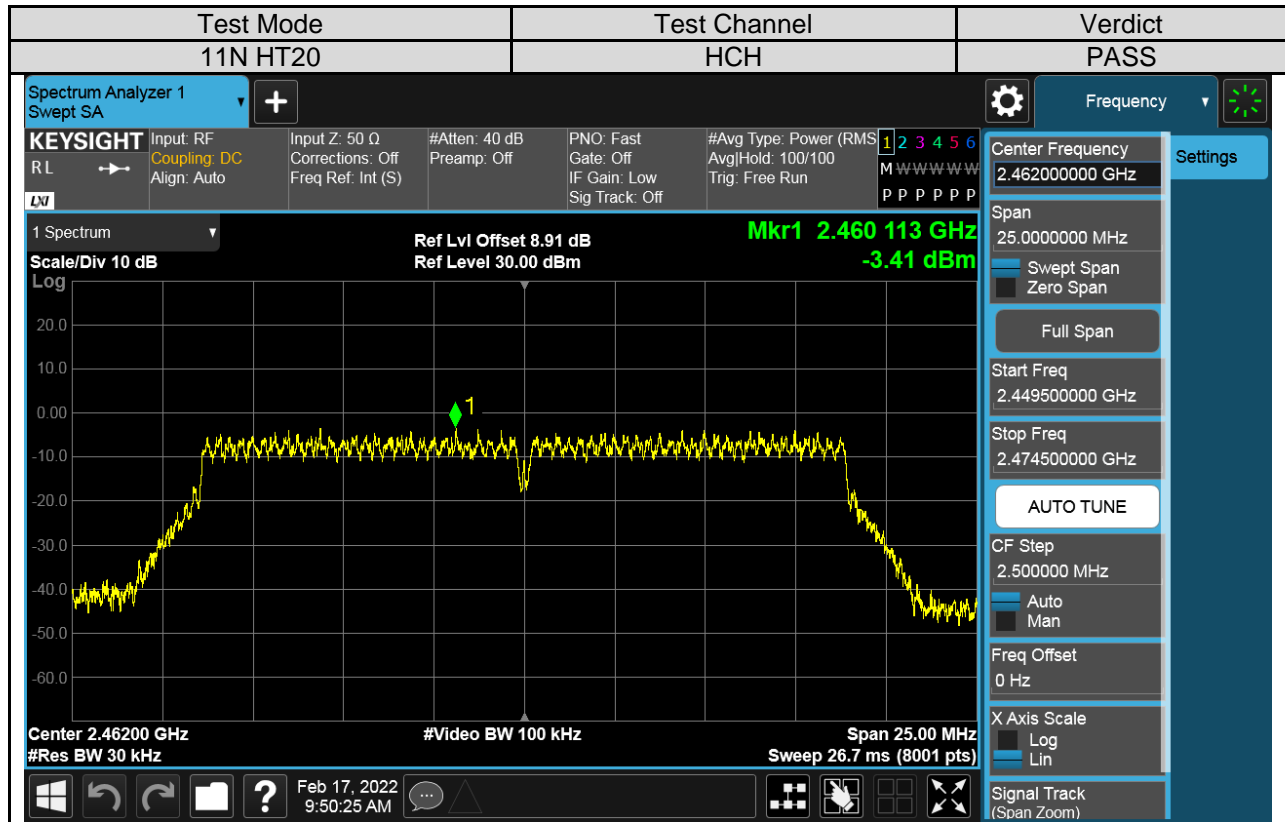 Test Mode Test Channel Verdict
11N HT20 HCH PASS
Spectrum Analyzer 1
Swept SA
+
Frequency
KEYSIGHT
RL
LXI
Input: RF
Coupling: DC
Align: Auto
Input Z: 50 Ω
Corrections: Off
Freq Ref: Int (S)
#Atten: 40 dB
Preamp: Off
PNO: Fast
Gate: Off
IF Gain: Low
Sig Track: Off
#Avg Type: Power (RMS
Avg|Hold: 100/100
Trig: Free Run
1 2 3 4 5 6
M W W W W W
P P P P P P
1 Spectrum
Scale/Div 10 dB
Log
Ref Lvl Offset 8.91 dB
Ref Level 30.00 dBm
Mkr1 2.460 113 GHz
-3.41 dBm
20.0
10.0
0.00
-10.0
-20.0
-30.0
-40.0
-50.0
-60.0
1
Center 2.46200 GHz
#Res BW 30 kHz
#Video BW 100 kHz
Span 25.00 MHz
Sweep 26.7 ms (8001 pts)
Feb 17, 2022
9:50:25 AM
?
Center Frequency
2.462000000 GHz
Settings
Span
25.0000000 MHz
Swept Span
Zero Span
Full Span
Start Freq
2.449500000 GHz
Stop Freq
2.474500000 GHz
AUTO TUNE
CF Step
2.500000 MHz
Auto
Man
Freq Offset
0 Hz
X Axis Scale
Log
Lin
Signal Track
(Span Zoom)